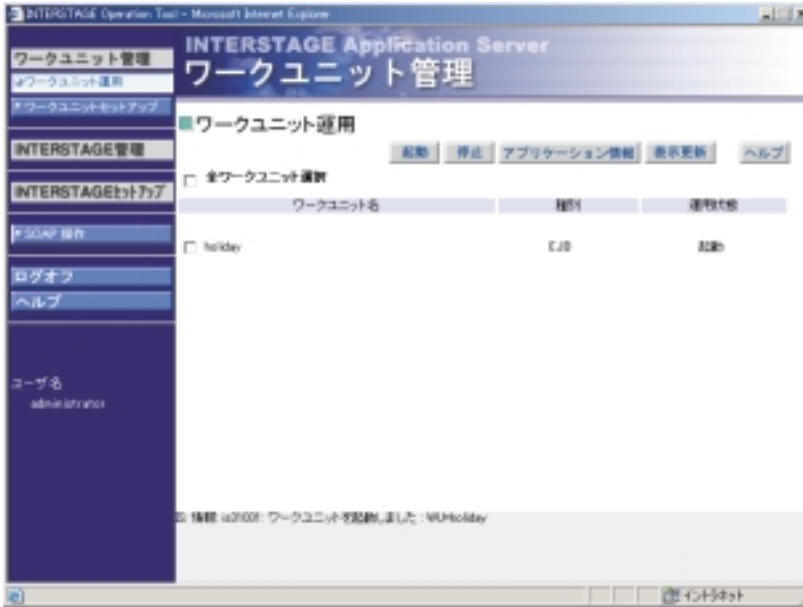 INTERSTAGE Operation Tool - Microsoft Internet Explorer
INTERSTAGE Application Server
ワークユニット管理
ワークユニット管理
ワークユニット運用
ワークユニットセットアップ
INTERSTAGE管理
INTERSTAGEセットアップ
SOAP 操作
ログオフ
ヘルプ
ユーザ名
administrator
ワークユニット運用
起動 停止 アプリケーション情報 表示更新 ヘルプ
全ワークユニット選択
ワークユニット名 種別 運用状態
holiday EJB 起動
情報: is31001: ワークユニットを起動しました : WU=holiday
イントラネット